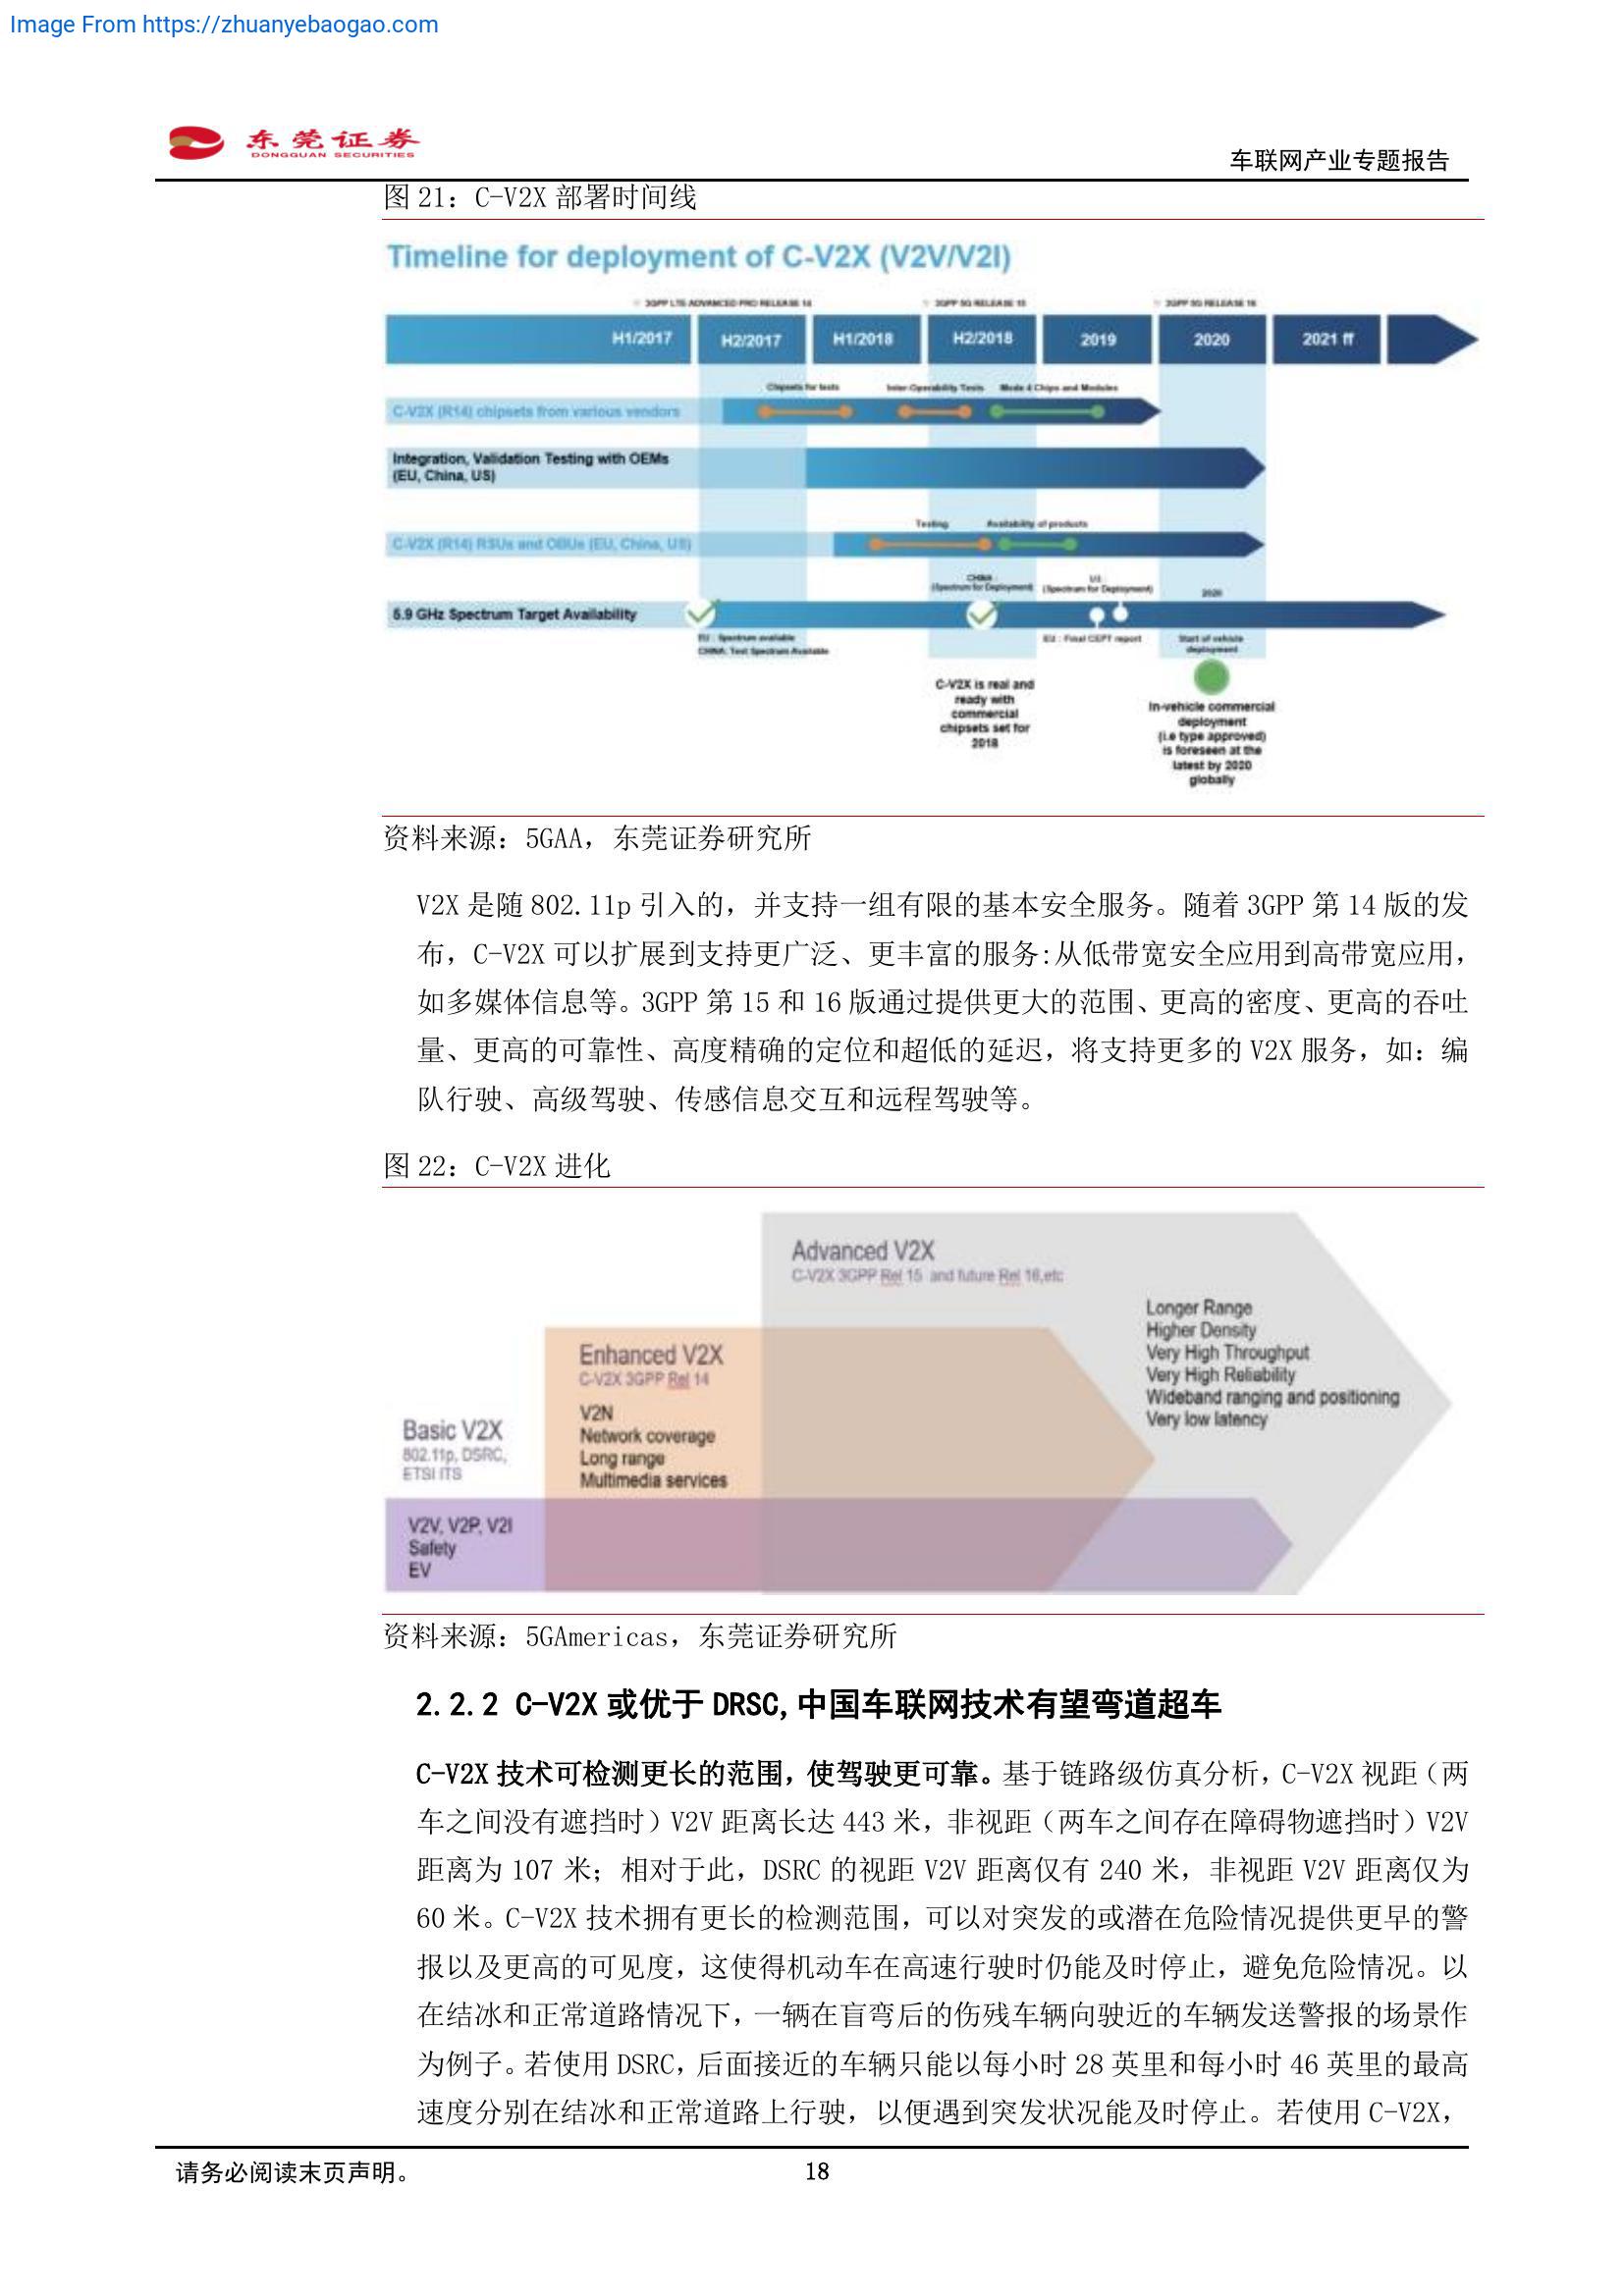 Image From https://zhuanyebaogao.com
东莞证券
DONGGUAN SECURITIES
车联网产业专题报告
图 21：C-V2X 部署时间线
Timeline for deployment of C-V2X (V2V/V2I)
3GPP LTE ADVANCED PRO RELEASE 14
3GPP 5G RELEASE 15
3GPP 5G RELEASE 16
H1/2017
H2/2017
H1/2018
H2/2018
2019
2020
2021 ff
Chipsets for tests
Inter-Operability Tests
Mode 4 Chips and Modules
C-V2X (R14) chipsets from various vendors
Integration, Validation Testing with OEMs
(EU, China, US)
Testing
Availability of products
C-V2X (R14) RSUs and OBUs (EU, China, US)
CHINA :
(Spectrum for Deployment)
US :
(Spectrum for Deployment)
2020
5.9 GHz Spectrum Target Availability
EU : Spectrum available
CHINA: Test Spectrum Available
EU : Final CEPT report
Start of vehicle
deployment
C-V2X is real and
ready with
commercial
chipsets set for
2018
In-vehicle commercial
deployment
(i.e type approved)
is foreseen at the
latest by 2020
globally
资料来源：5GAA，东莞证券研究所
V2X 是随 802.11p 引入的，并支持一组有限的基本安全服务。随着 3GPP 第 14 版的发
布，C-V2X 可以扩展到支持更广泛、更丰富的服务:从低带宽安全应用到高带宽应用，
如多媒体信息等。3GPP 第 15 和 16 版通过提供更大的范围、更高的密度、更高的吞吐
量、更高的可靠性、高度精确的定位和超低的延迟，将支持更多的 V2X 服务，如：编
队行驶、高级驾驶、传感信息交互和远程驾驶等。
图 22：C-V2X 进化
Advanced V2X
C-V2X 3GPP Rel 15 and future Rel 16,etc
Longer Range
Higher Density
Very High Throughput
Very High Reliability
Wideband ranging and positioning
Very low latency
Enhanced V2X
C-V2X 3GPP Rel 14
V2N
Network coverage
Long range
Multimedia services
Basic V2X
802.11p, DSRC,
ETSI ITS
V2V, V2P, V2I
Safety
EV
资料来源：5GAmericas，东莞证券研究所
2.2.2 C-V2X 或优于 DRSC,中国车联网技术有望弯道超车
C-V2X 技术可检测更长的范围，使驾驶更可靠。基于链路级仿真分析，C-V2X 视距（两
车之间没有遮挡时）V2V 距离长达 443 米，非视距（两车之间存在障碍物遮挡时）V2V
距离为 107 米；相对于此，DSRC 的视距 V2V 距离仅有 240 米，非视距 V2V 距离仅为
60 米。C-V2X 技术拥有更长的检测范围，可以对突发的或潜在危险情况提供更早的警
报以及更高的可见度，这使得机动车在高速行驶时仍能及时停止，避免危险情况。以
在结冰和正常道路情况下，一辆在盲弯后的伤残车辆向驶近的车辆发送警报的场景作
为例子。若使用 DSRC，后面接近的车辆只能以每小时 28 英里和每小时 46 英里的最高
速度分别在结冰和正常道路上行驶，以便遇到突发状况能及时停止。若使用 C-V2X，
请务必阅读末页声明。
18